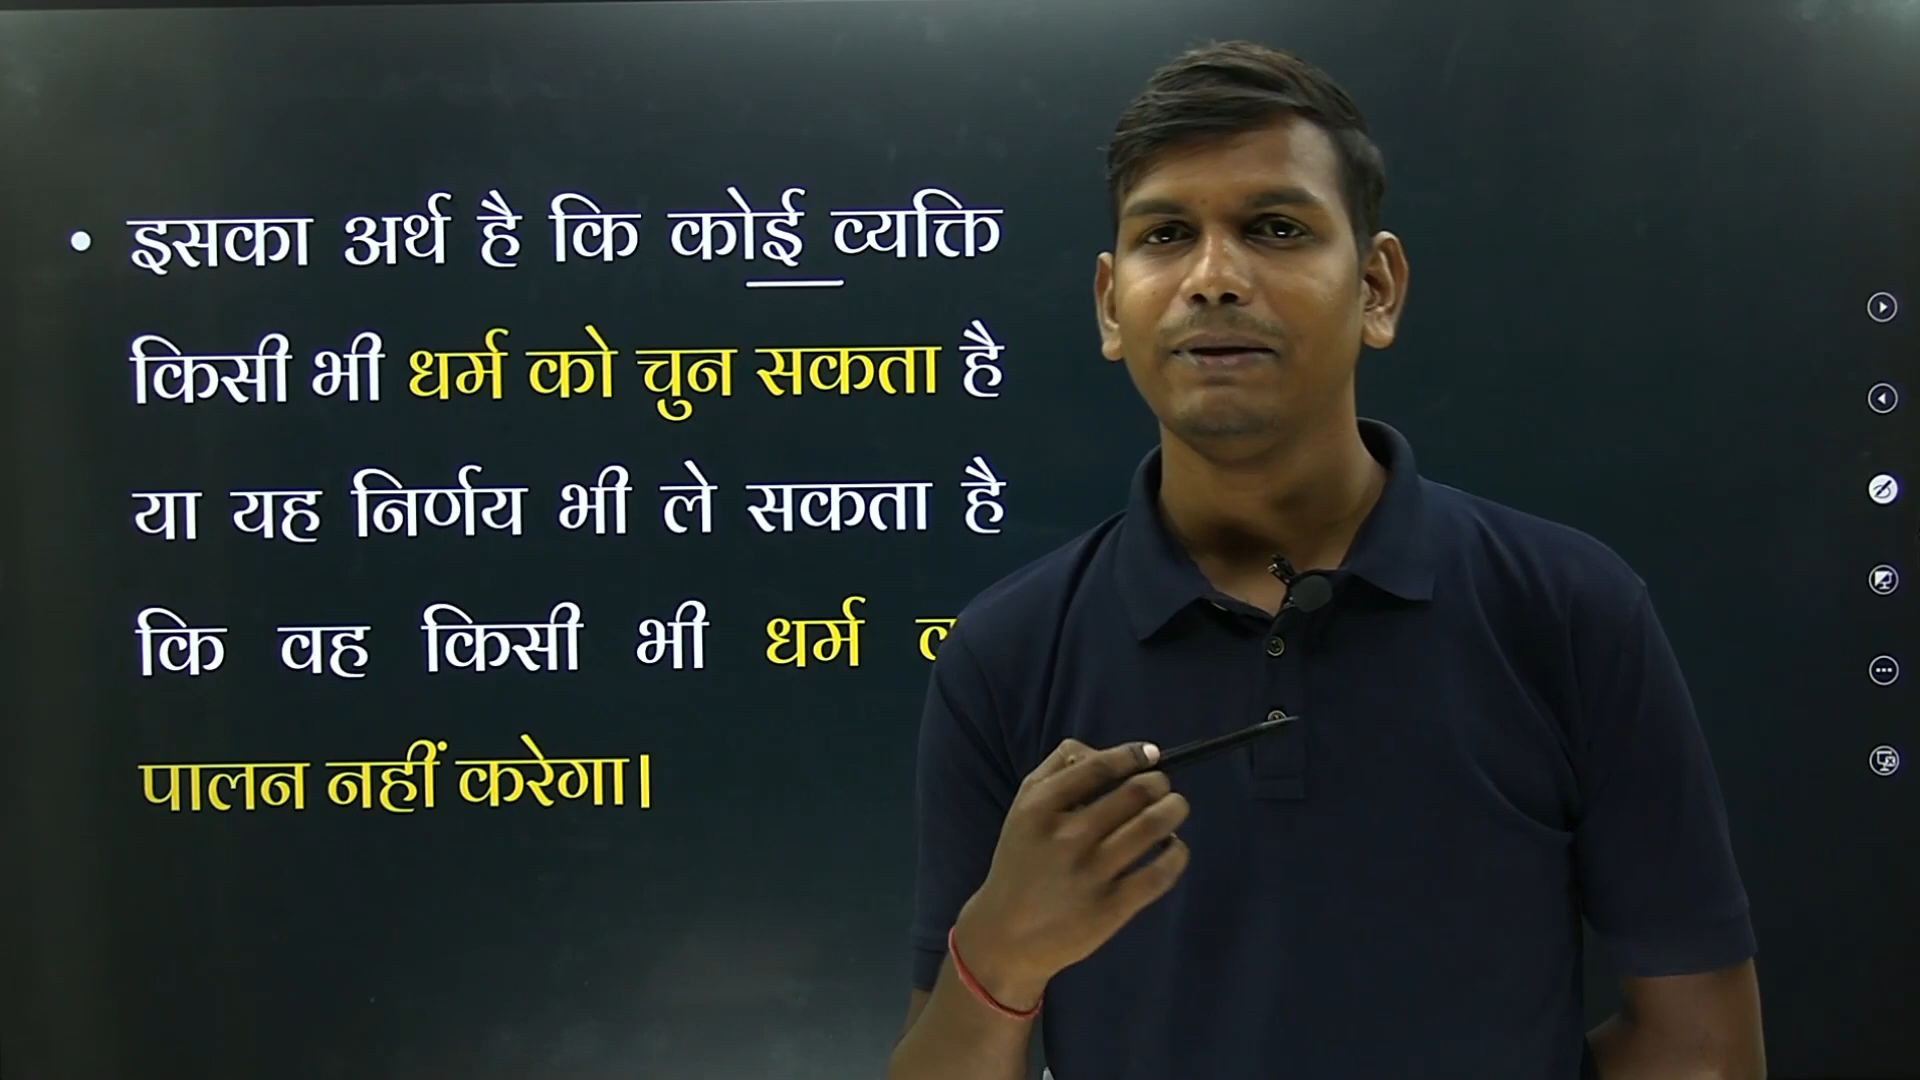 • इसका अर्थ है कि कोई व्यक्ति
किसी भी धर्म को चुन सकता है
या यह निर्णय भी ले सकता है
कि वह किसी भी धर्म
पालन नहीं करेगा।